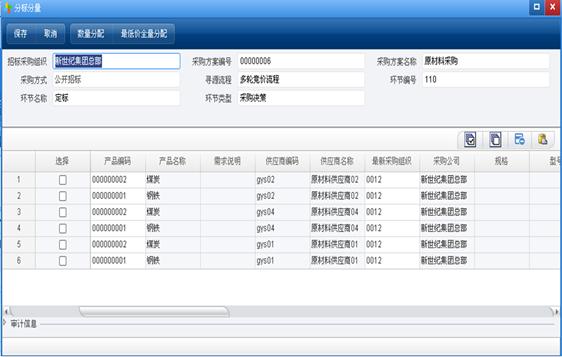 分标分量
保存 取消 数量分配 最低价全量分配
招标采购组织 新世纪集团总部 采购方案编号 00000006 采购方案名称 原材料采购
采购方式 公开招标 寻源流程 多轮竞价流程 环节编号 110
环节名称 定标 环节类型 采购决策
选择 产品编码 产品名称 需求说明 供应商编码 供应商名称 最新采购组织 采购公司 规格 型号
1 000000002 煤炭 gys02 原材料供应商02 0012 新世纪集团总部
2 000000001 钢铁 gys02 原材料供应商02 0012 新世纪集团总部
3 000000002 煤炭 gys04 原材料供应商04 0012 新世纪集团总部
4 000000001 钢铁 gys04 原材料供应商04 0012 新世纪集团总部
5 000000002 煤炭 gys01 原材料供应商01 0012 新世纪集团总部
6 000000001 钢铁 gys01 原材料供应商01 0012 新世纪集团总部
审计信息